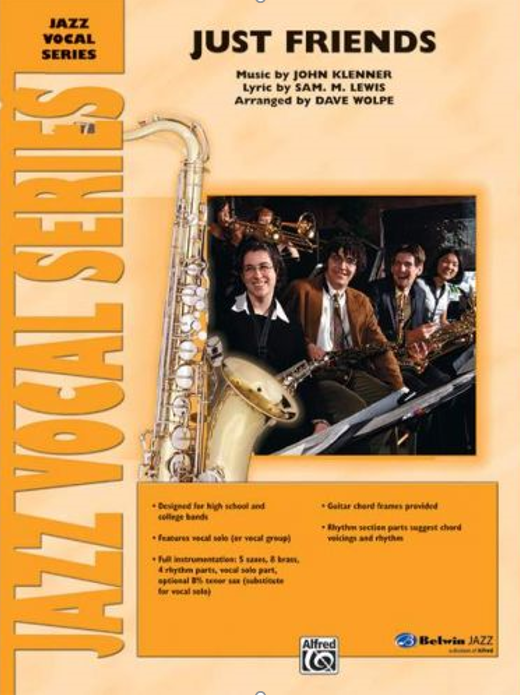 JAZZ
VOCAL
SERIES
JUST FRIENDS
Music by JOHN KLENNER
Lyric by SAM. M. LEWIS
Arranged by DAVE WOLPE
JAZZ VOCAL SERIES
• Designed for high school and
college bands
• Features vocal solo (or vocal group)
• Full instrumentation: 5 saxes, 8 brass,
4 rhythm parts, vocal solo part,
optional B♭ tenor sax (substitute
for vocal solo)
• Guitar chord frames provided
• Rhythm section parts suggest chord
voicings and rhythm
Alfred
Belwin JAZZ
a division of Alfred